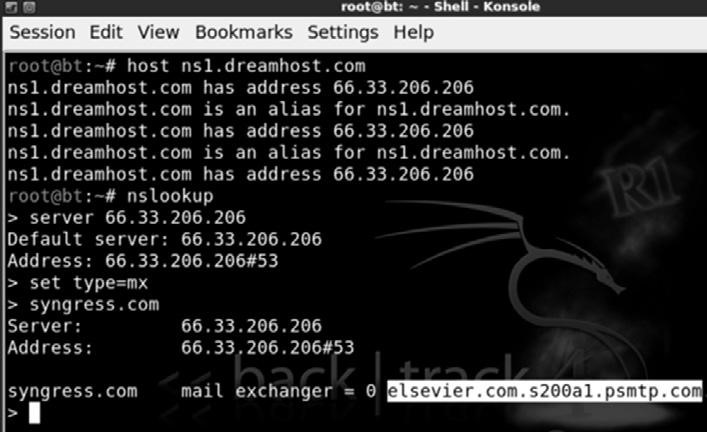 root@bt: ~ - Shell - Konsole
Session Edit View Bookmarks Settings Help
root@bt:~# host ns1.dreamhost.com
ns1.dreamhost.com has address 66.33.206.206
ns1.dreamhost.com is an alias for ns1.dreamhost.com.
ns1.dreamhost.com has address 66.33.206.206
ns1.dreamhost.com is an alias for ns1.dreamhost.com.
ns1.dreamhost.com has address 66.33.206.206
root@bt:~# nslookup
> server 66.33.206.206
Default server: 66.33.206.206
Address: 66.33.206.206#53
> set type=mx
> syngress.com
Server: 66.33.206.206
Address: 66.33.206.206#53
syngress.com mail exchanger = 0 elsevier.com.s200a1.psmtp.com
>
R1
<< back | track 4